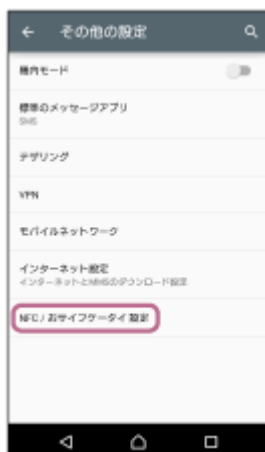 その他の設定
機内モード
標準のメッセージアプリ
SMS
テザリング
VPN
モバイルネットワーク
インターネット設定
インターネットとMMSのダウンロード設定
NFC / おサイフケータイ 設定